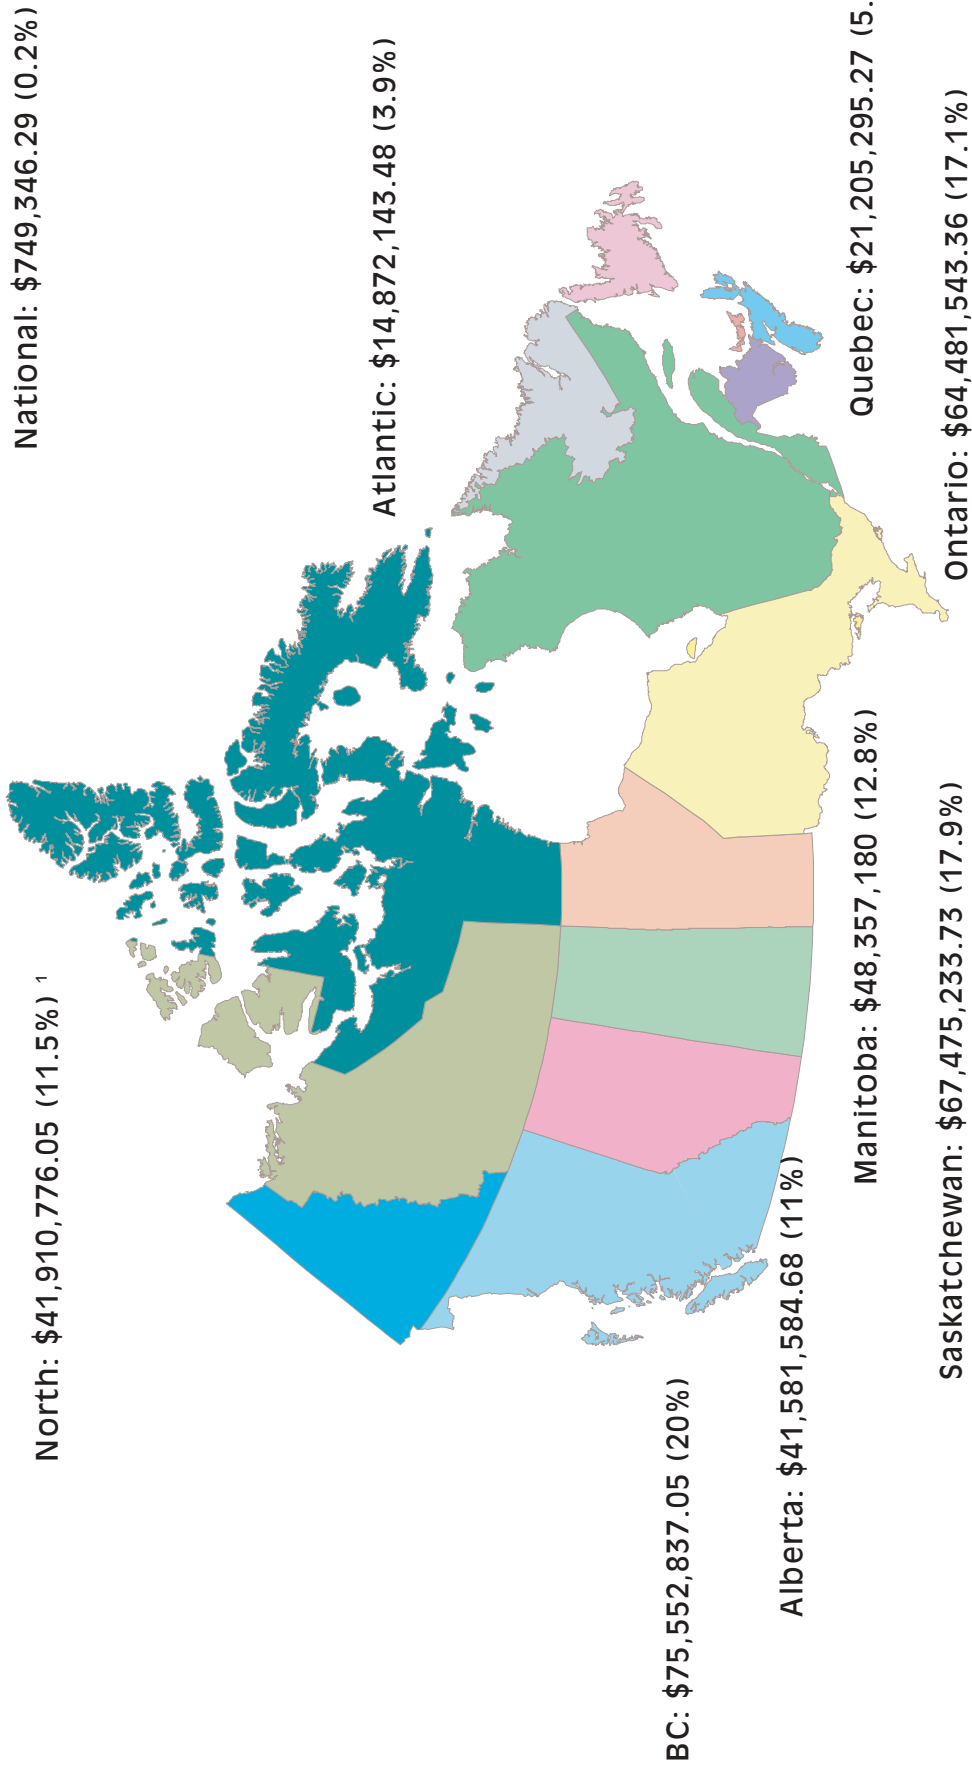 National: $749,346.29 (0.2%)
North: $41,910,776.05 (11.5%) ¹
Atlantic: $14,872,143.48 (3.9%)
BC: $75,552,837.05 (20%)
Alberta: $41,581,584.68 (11%)
Manitoba: $48,357,180 (12.8%)
Quebec: $21,205,295.27 (5.
Saskatchewan: $67,475,233.73 (17.9%)
Ontario: $64,481,543.36 (17.1%)